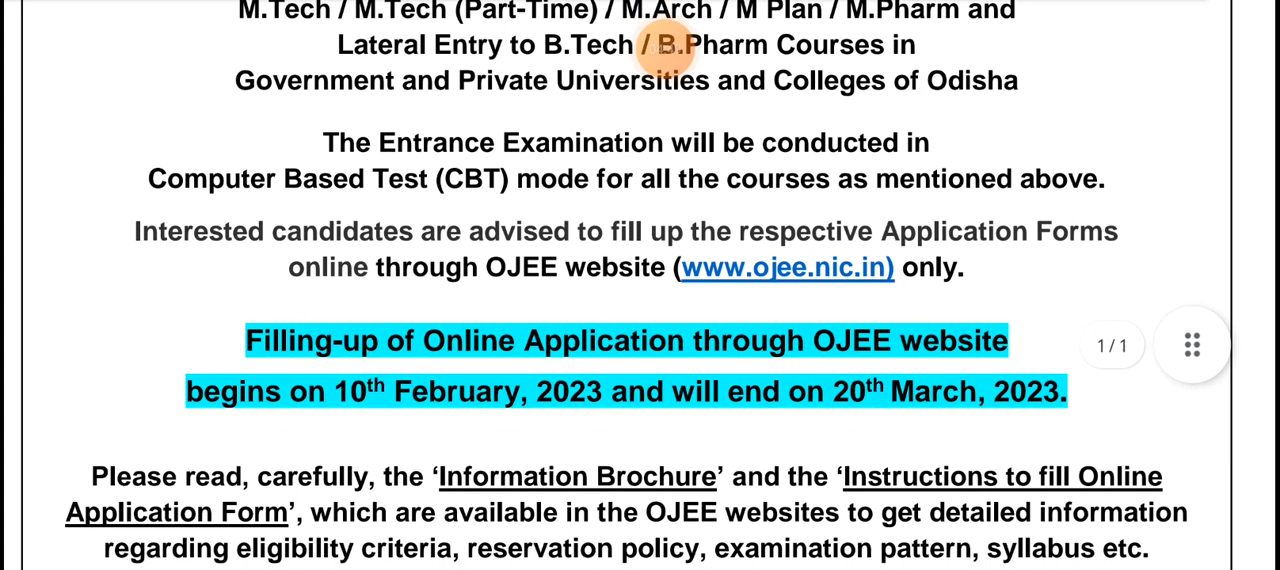 M.Tech / M.Tech (Part-Time) / M.Arch / M Plan / M.Pharm and
Lateral Entry to B.Tech / B.Pharm Courses in
Government and Private Universities and Colleges of Odisha
The Entrance Examination will be conducted in
Computer Based Test (CBT) mode for all the courses as mentioned above.
Interested candidates are advised to fill up the respective Application Forms
online through OJEE website (www.ojee.nic.in) only.
Filling-up of Online Application through OJEE website
1 / 1
begins on 10th February, 2023 and will end on 20th March, 2023.
Please read, carefully, the ‘Information Brochure’ and the ‘Instructions to fill Online
Application Form’, which are available in the OJEE websites to get detailed information
regarding eligibility criteria, reservation policy, examination pattern, syllabus etc.